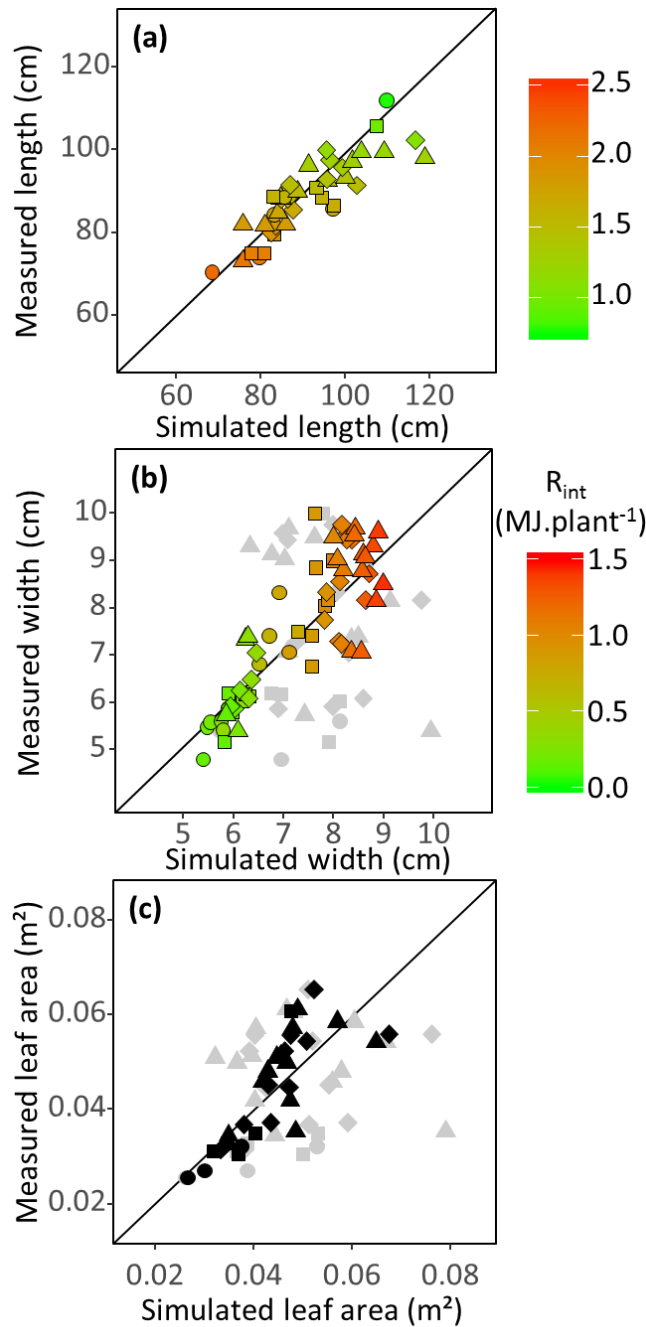 (a)
Measured length (cm)
120
100
80
60
60 80 100 120
Simulated length (cm)
2.5
2.0
1.5
1.0
(b)
Measured width (cm)
10
9
8
7
6
5
5 6 7 8 9 10
Simulated width (cm)
R_int
(MJ.plant⁻¹)
1.5
1.0
0.5
0.0
(c)
Measured leaf area (m²)
0.08
0.06
0.04
0.02
0.02 0.04 0.06 0.08
Simulated leaf area (m²)